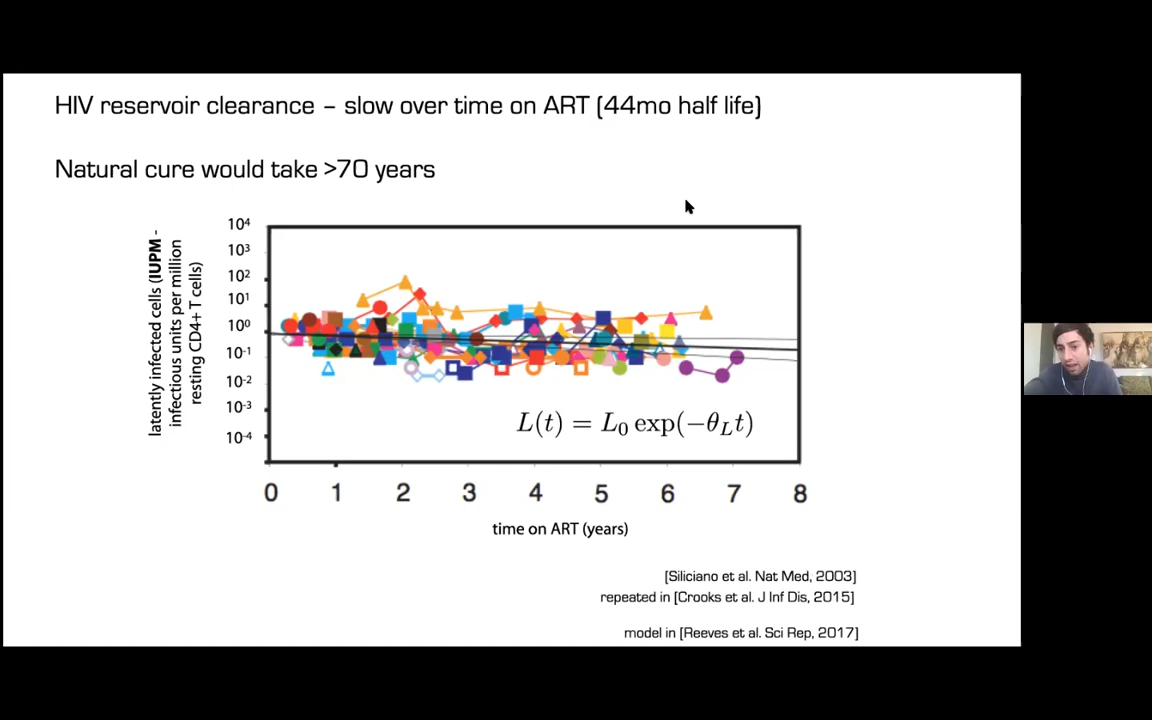 HIV reservoir clearance – slow over time on ART (44mo half life)
Natural cure would take >70 years
latently infected cells (IUPM -
infectious units per million
resting CD4+ T cells)
10⁴
10³
10²
10¹
10⁰
10⁻¹
10⁻²
10⁻³
10⁻⁴
L(t) = L₀ exp(−θ_L t)
0 1 2 3 4 5 6 7 8
time on ART (years)
[Siliciano et al. Nat Med, 2003]
repeated in [Crooks et al. J Inf Dis, 2015]
model in [Reeves et al. Sci Rep, 2017]